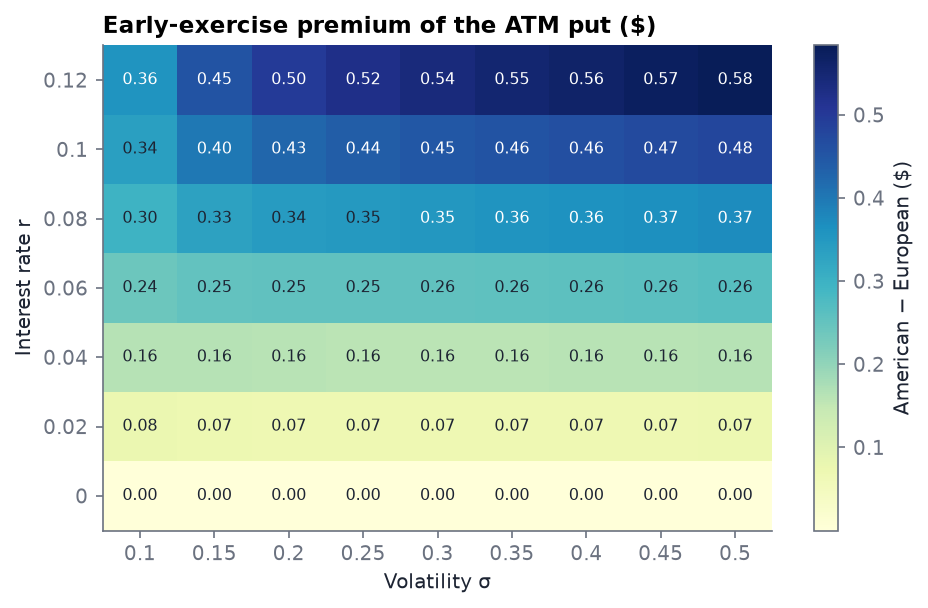 Early-exercise premium of the ATM put ($)
0.12 0.36 0.45 0.50 0.52 0.54 0.55 0.56 0.57 0.58
0.1 0.34 0.40 0.43 0.44 0.45 0.46 0.46 0.47 0.48
0.08 0.30 0.33 0.34 0.35 0.35 0.36 0.36 0.37 0.37
0.06 0.24 0.25 0.25 0.25 0.26 0.26 0.26 0.26 0.26
0.04 0.16 0.16 0.16 0.16 0.16 0.16 0.16 0.16 0.16
0.02 0.08 0.07 0.07 0.07 0.07 0.07 0.07 0.07 0.07
0 0.00 0.00 0.00 0.00 0.00 0.00 0.00 0.00 0.00
0.1 0.15 0.2 0.25 0.3 0.35 0.4 0.45 0.5
Volatility σ
Interest rate r
0.5
0.4
0.3
0.2
0.1
American − European ($)